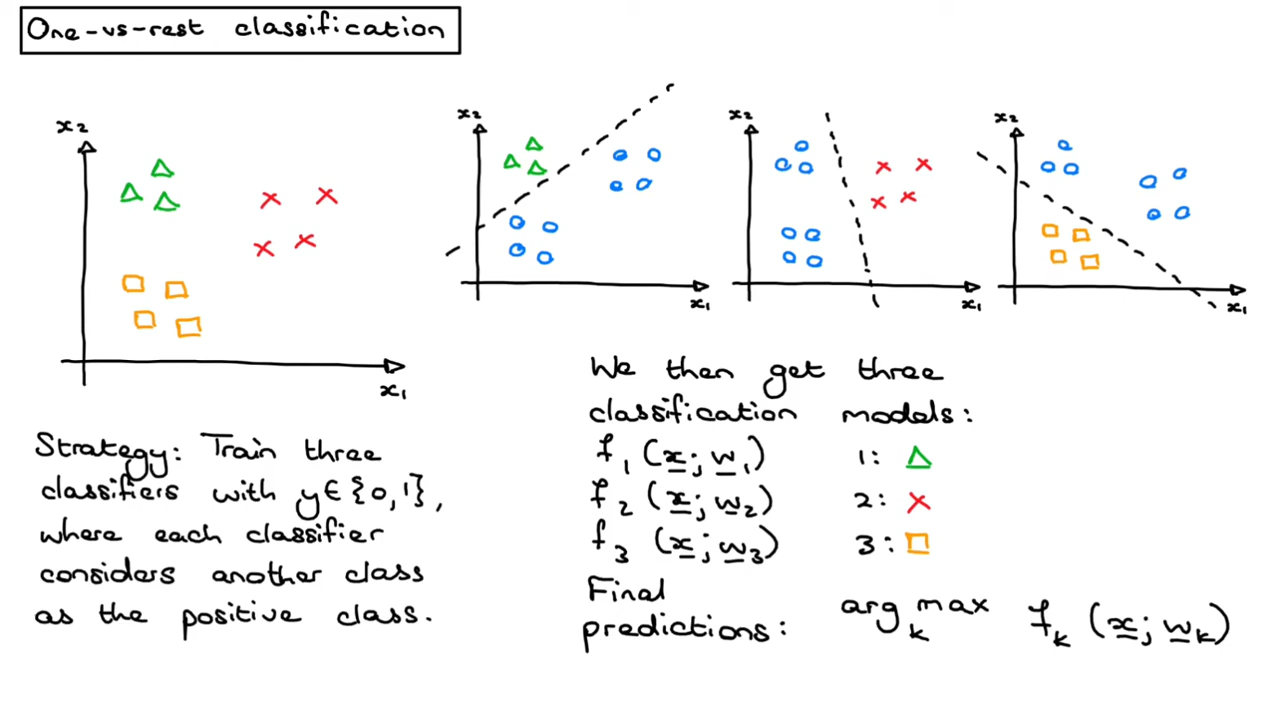 One-vs-rest classification
x₂
x₁
x₂
x₁
x₂
x₁
x₂
x₁
Strategy: Train three
classifiers with y∈{0,1},
where each classifier
considers another class
as the positive class.
We then get three
classification models:
f₁ (x; w₁) 1: △
f₂ (x; w₂) 2: ×
f₃ (x; w₃) 3: □
Final
predictions: arg max f_k (x; w_k)
k